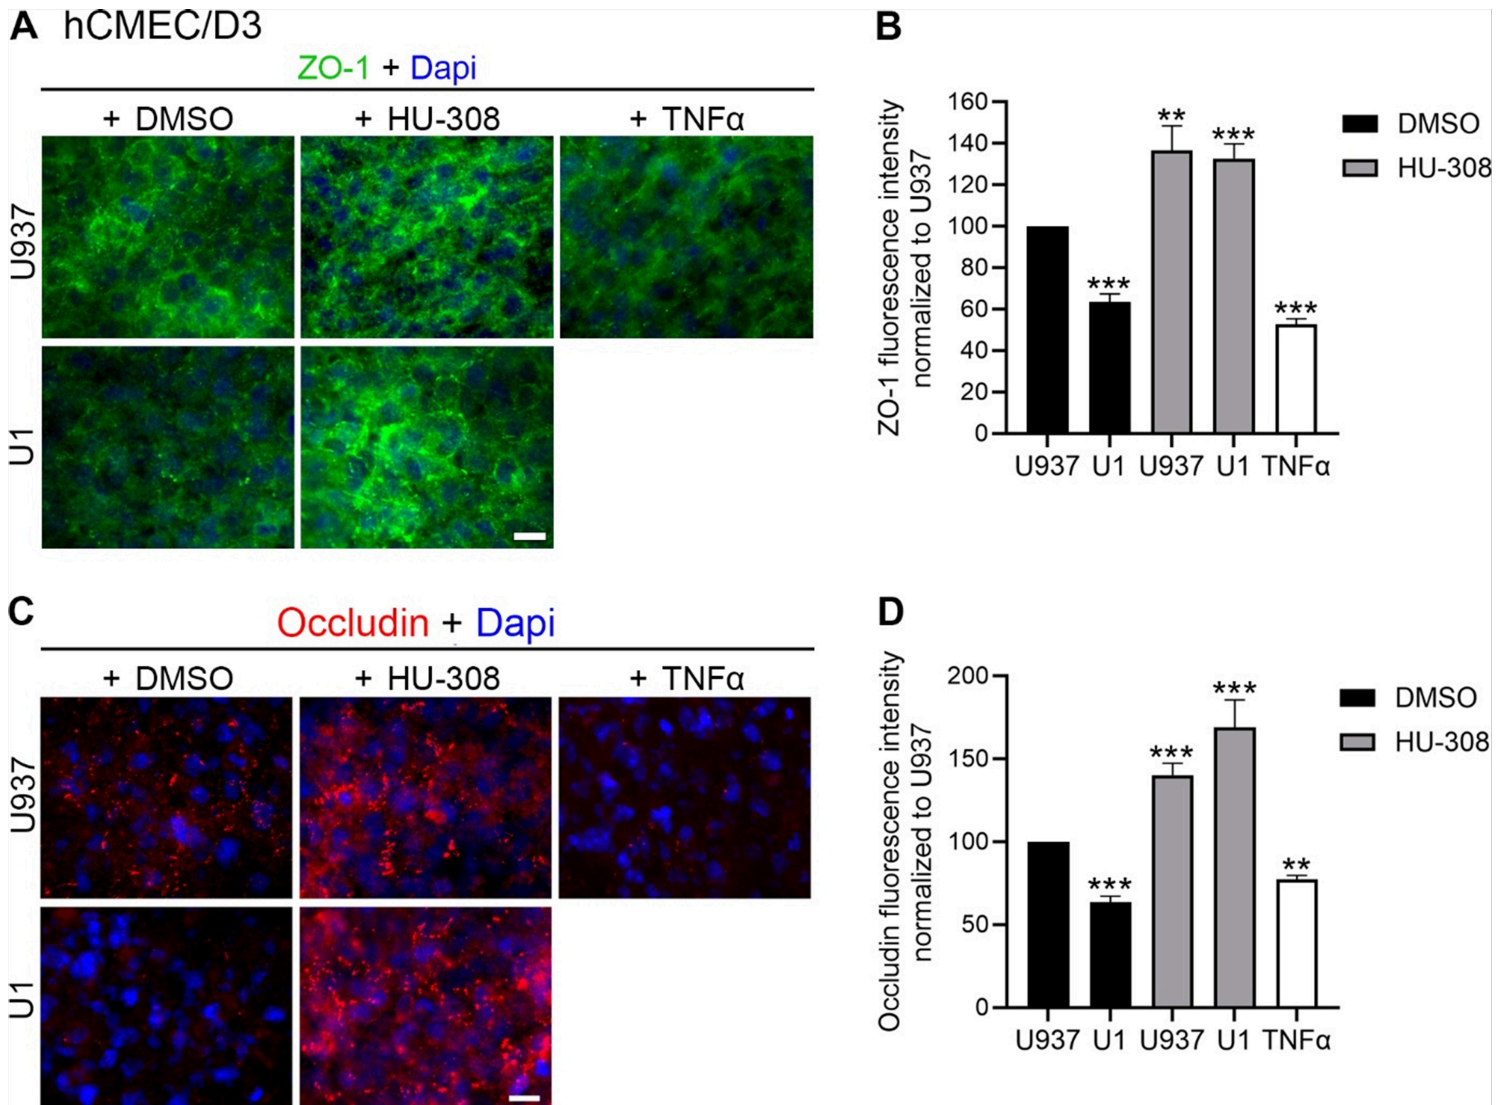 A hCMEC/D3
ZO-1 + Dapi
+ DMSO + HU-308 + TNFα
U937
U1
B
ZO-1 fluorescence intensity
normalized to U937
160
140
120
100
80
60
40
20
0
**
***
***
***
U937 U1 U937 U1 TNFα
DMSO
HU-308
C
Occludin + Dapi
+ DMSO + HU-308 + TNFα
U937
U1
D
Occludin fluorescence intensity
normalized to U937
200
150
100
50
0
***
***
***
**
U937 U1 U937 U1 TNFα
DMSO
HU-308